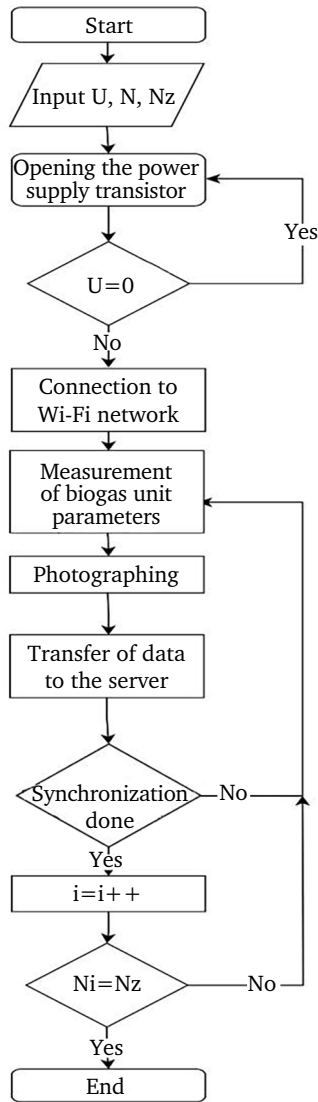 Start
Input U, N, Nz
Opening the power
supply transistor
Yes
U=0
No
Connection to
Wi-Fi network
Measurement
of biogas unit
parameters
Photographing
Transfer of data
to the server
Synchronization
done
No
Yes
i=i++
Ni=Nz
No
Yes
End